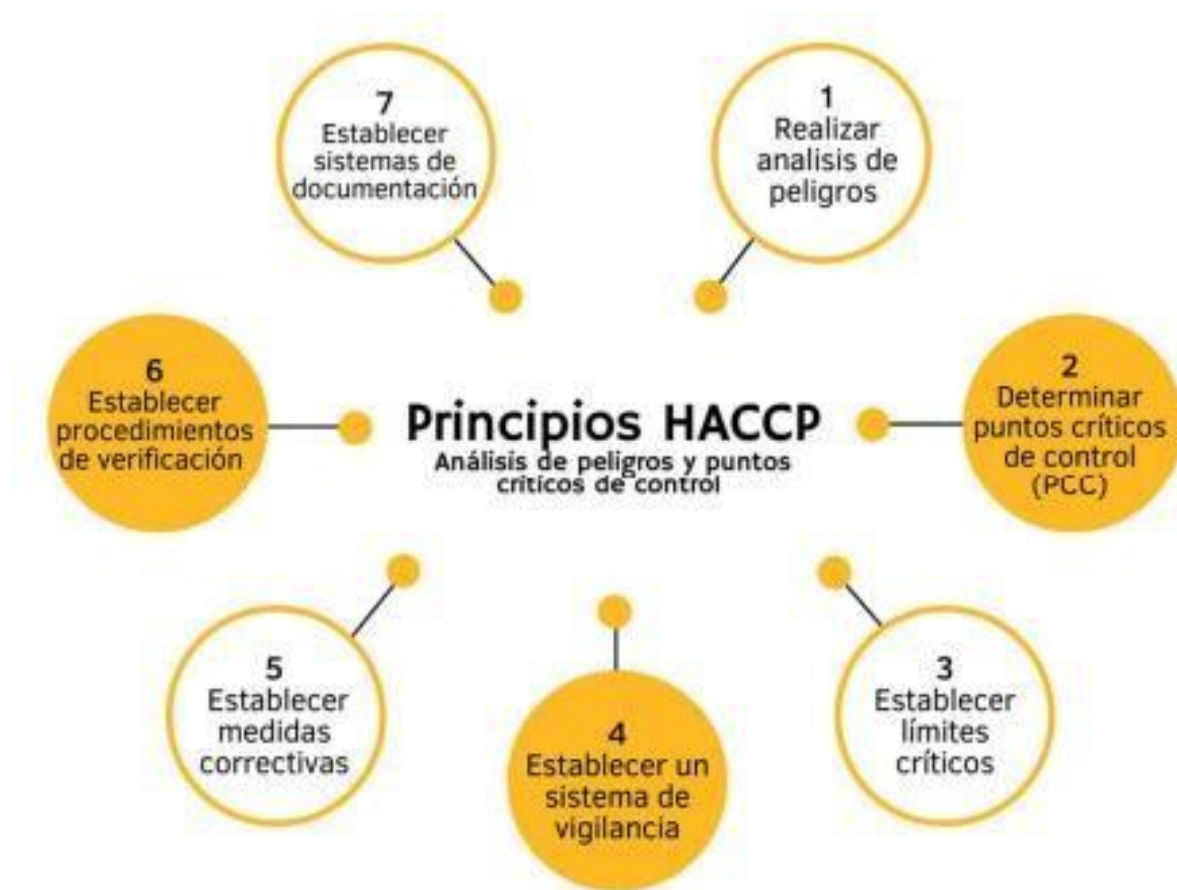 Principios HACCP
Análisis de peligros y puntos
críticos de control
1
Realizar
analisis de
peligros
2
Determinar
puntos críticos
de control
(PCC)
3
Establecer
límites
críticos
4
Establecer un
sistema de
vigilancia
5
Establecer
medidas
correctivas
6
Establecer
procedimientos
de verificación
7
Establecer
sistemas de
documentación